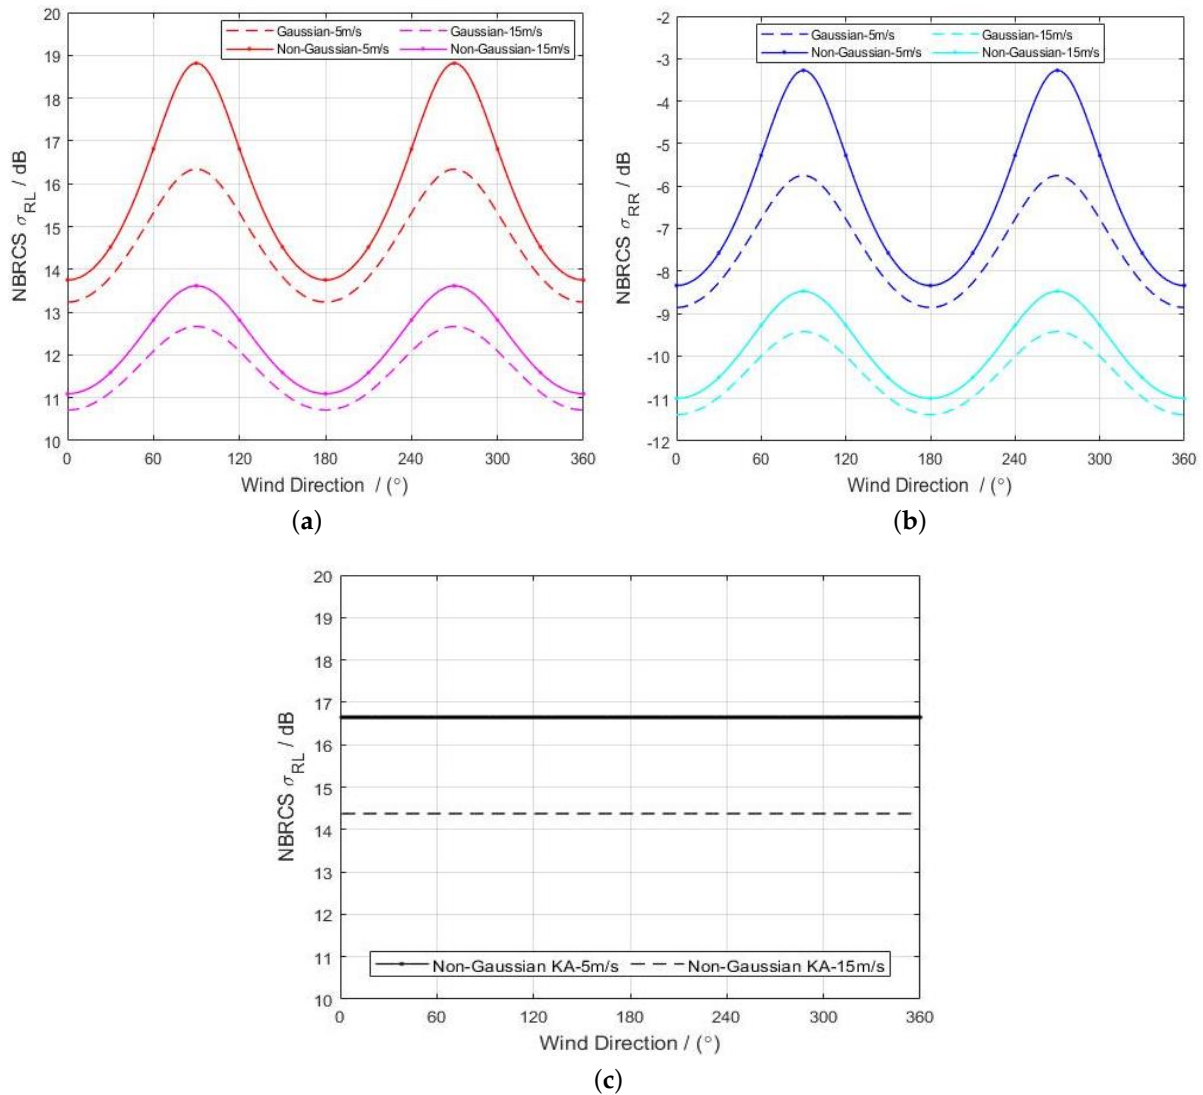 Gaussian-5m/s Gaussian-15m/s
Non-Gaussian-5m/s Non-Gaussian-15m/s
20
19
18
17
16
15
14
13
12
11
10
NBRCS σRL / dB
0 60 120 180 240 300 360
Wind Direction / (°)
(a)
Gaussian-5m/s Gaussian-15m/s
Non-Gaussian-5m/s Non-Gaussian-15m/s
-2
-3
-4
-5
-6
-7
-8
-9
-10
-11
-12
NBRCS σRR / dB
0 60 120 180 240 300 360
Wind Direction / (°)
(b)
20
19
18
17
16
15
14
13
12
11
10
NBRCS σRL / dB
Non-Gaussian KA-5m/s Non-Gaussian KA-15m/s
0 60 120 180 240 300 360
Wind Direction / (°)
(c)